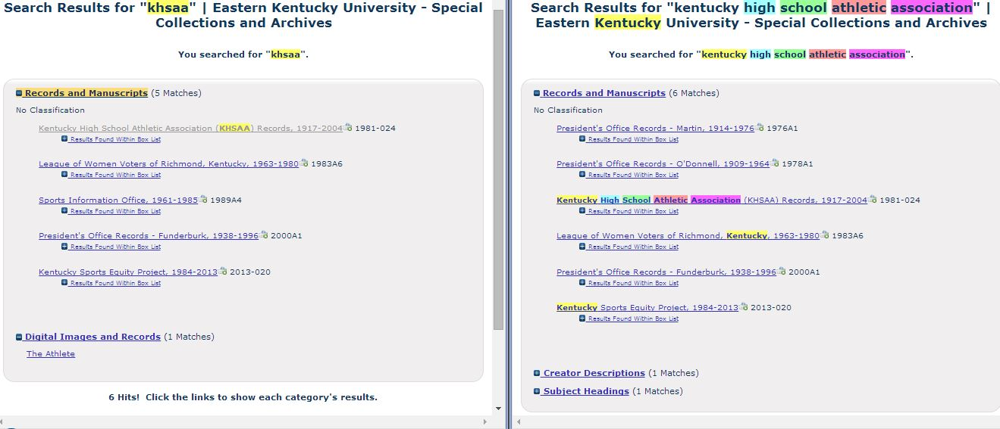 Search Results for "khsaa" | Eastern Kentucky University - Special
Collections and Archives
You searched for "khsaa".
Records and Manuscripts (5 Matches)
No Classification
Kentucky High School Athletic Association (KHSAA) Records, 1917-2004 1981-024
Results Found Within Box List
League of Women Voters of Richmond, Kentucky, 1963-1980 1983A6
Results Found Within Box List
Sports Information Office, 1961-1985 1989A4
Results Found Within Box List
President's Office Records - Funderburk, 1938-1996 2000A1
Results Found Within Box List
Kentucky Sports Equity Project, 1984-2013 2013-020
Results Found Within Box List
Digital Images and Records (1 Matches)
The Athlete
6 Hits! Click the links to show each category's results.
Search Results for "kentucky high school athletic association" |
Eastern Kentucky University - Special Collections and Archives
You searched for "kentucky high school athletic association".
Records and Manuscripts (6 Matches)
No Classification
President's Office Records - Martin, 1914-1976 1976A1
Results Found Within Box List
President's Office Records - O'Donnell, 1909-1964 1978A1
Results Found Within Box List
Kentucky High School Athletic Association (KHSAA) Records, 1917-2004 1981-024
Results Found Within Box List
League of Women Voters of Richmond, Kentucky, 1963-1980 1983A6
Results Found Within Box List
President's Office Records - Funderburk, 1938-1996 2000A1
Results Found Within Box List
Kentucky Sports Equity Project, 1984-2013 2013-020
Results Found Within Box List
Creator Descriptions (1 Matches)
Subject Headings (1 Matches)